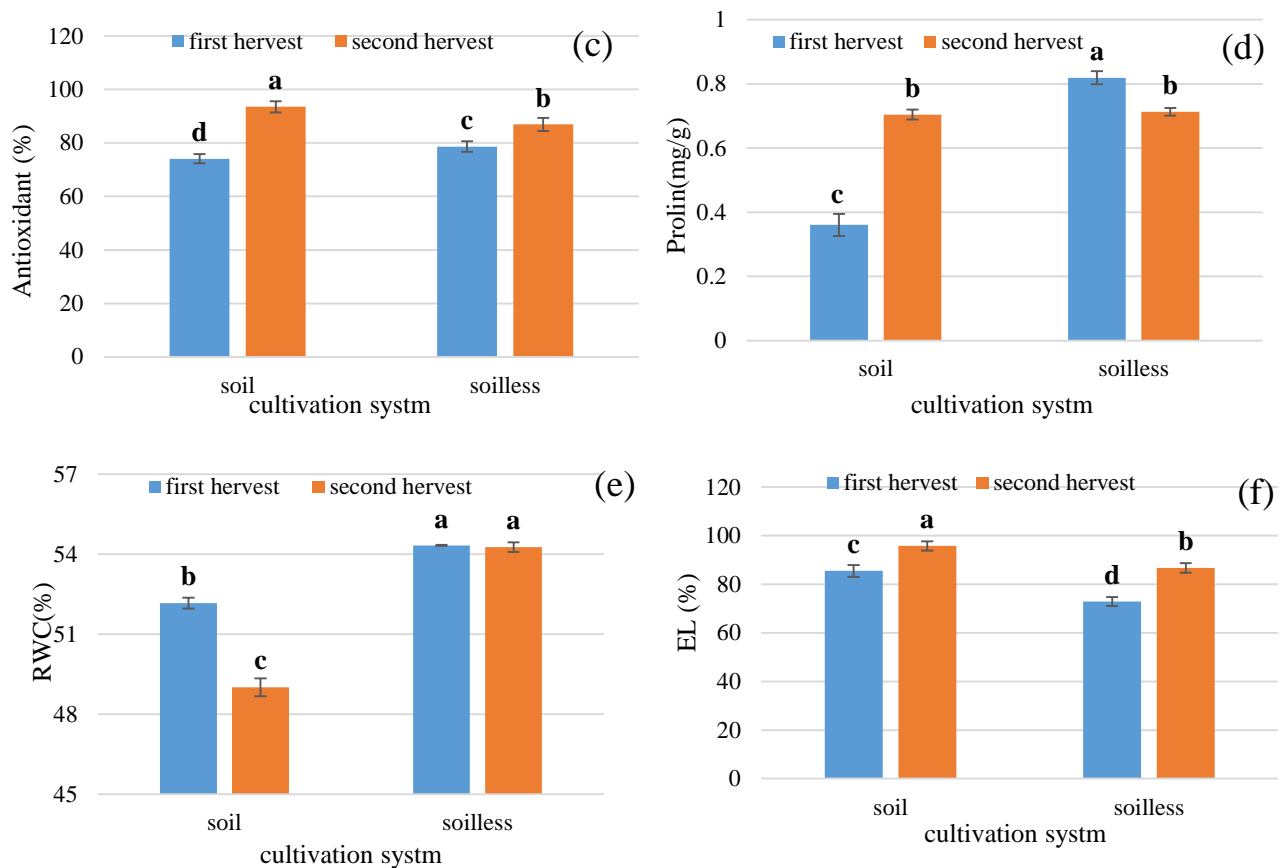 first hervest second hervest (c)
Antioxidant (%)
120
100
80
60
40
20
0
d
a
c
b
soil soilless
cultivation systm
first hervest second hervest (d)
Prolin(mg/g)
1
0.8
0.6
0.4
0.2
0
c
b
a
b
soil soilless
cultivation systm
first hervest second hervest (e)
RWC(%)
57
54
51
48
45
b
c
a
a
soil soilless
cultivation systm
first hervest second hervest (f)
EL (%)
120
100
80
60
40
20
0
c
a
d
b
soil soilless
cultivation systm